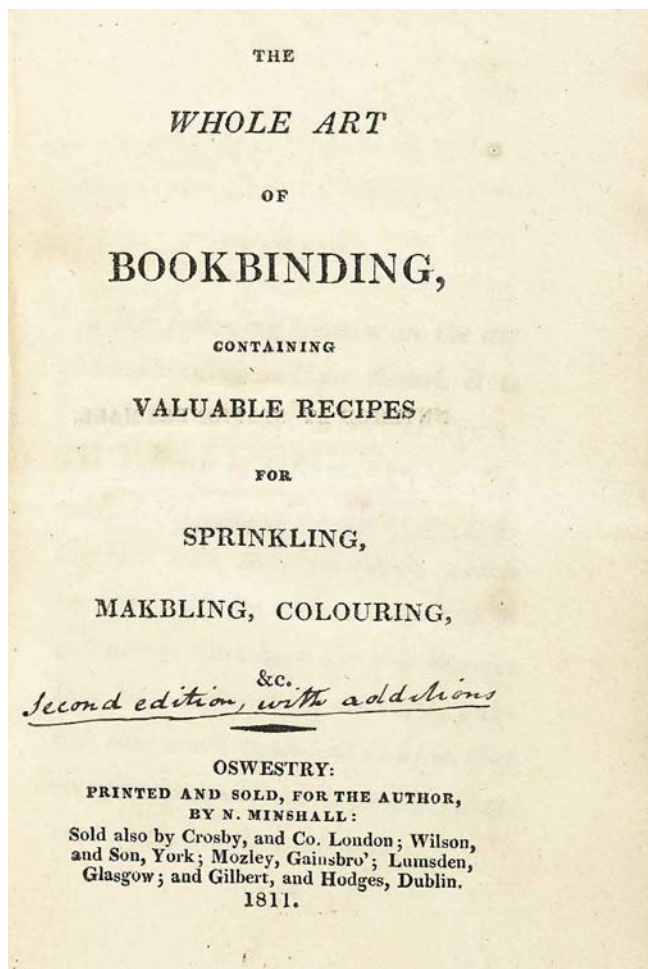 THE
WHOLE ART
OF
BOOKBINDING,
CONTAINING
VALUABLE RECIPES
FOR
SPRINKLING,
MAKBLING, COLOURING,
&c.
Second edition, with additions
OSWESTRY:
PRINTED AND SOLD, FOR THE AUTHOR,
BY N. MINSHALL:
Sold also by Crosby, and Co. London; Wilson,
and Son, York; Mozley, Gainsbro'; Lumsden,
Glasgow; and Gilbert, and Hodges, Dublin.
1811.